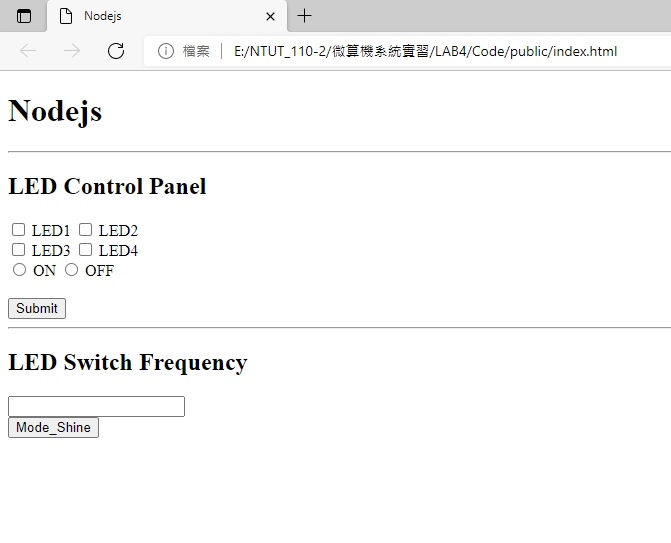 Nodejs
檔案 E:/NTUT_110-2/微算機系統實習/LAB4/Code/public/index.html
Nodejs
LED Control Panel
LED1 LED2
LED3 LED4
ON OFF
Submit
LED Switch Frequency
Mode_Shine